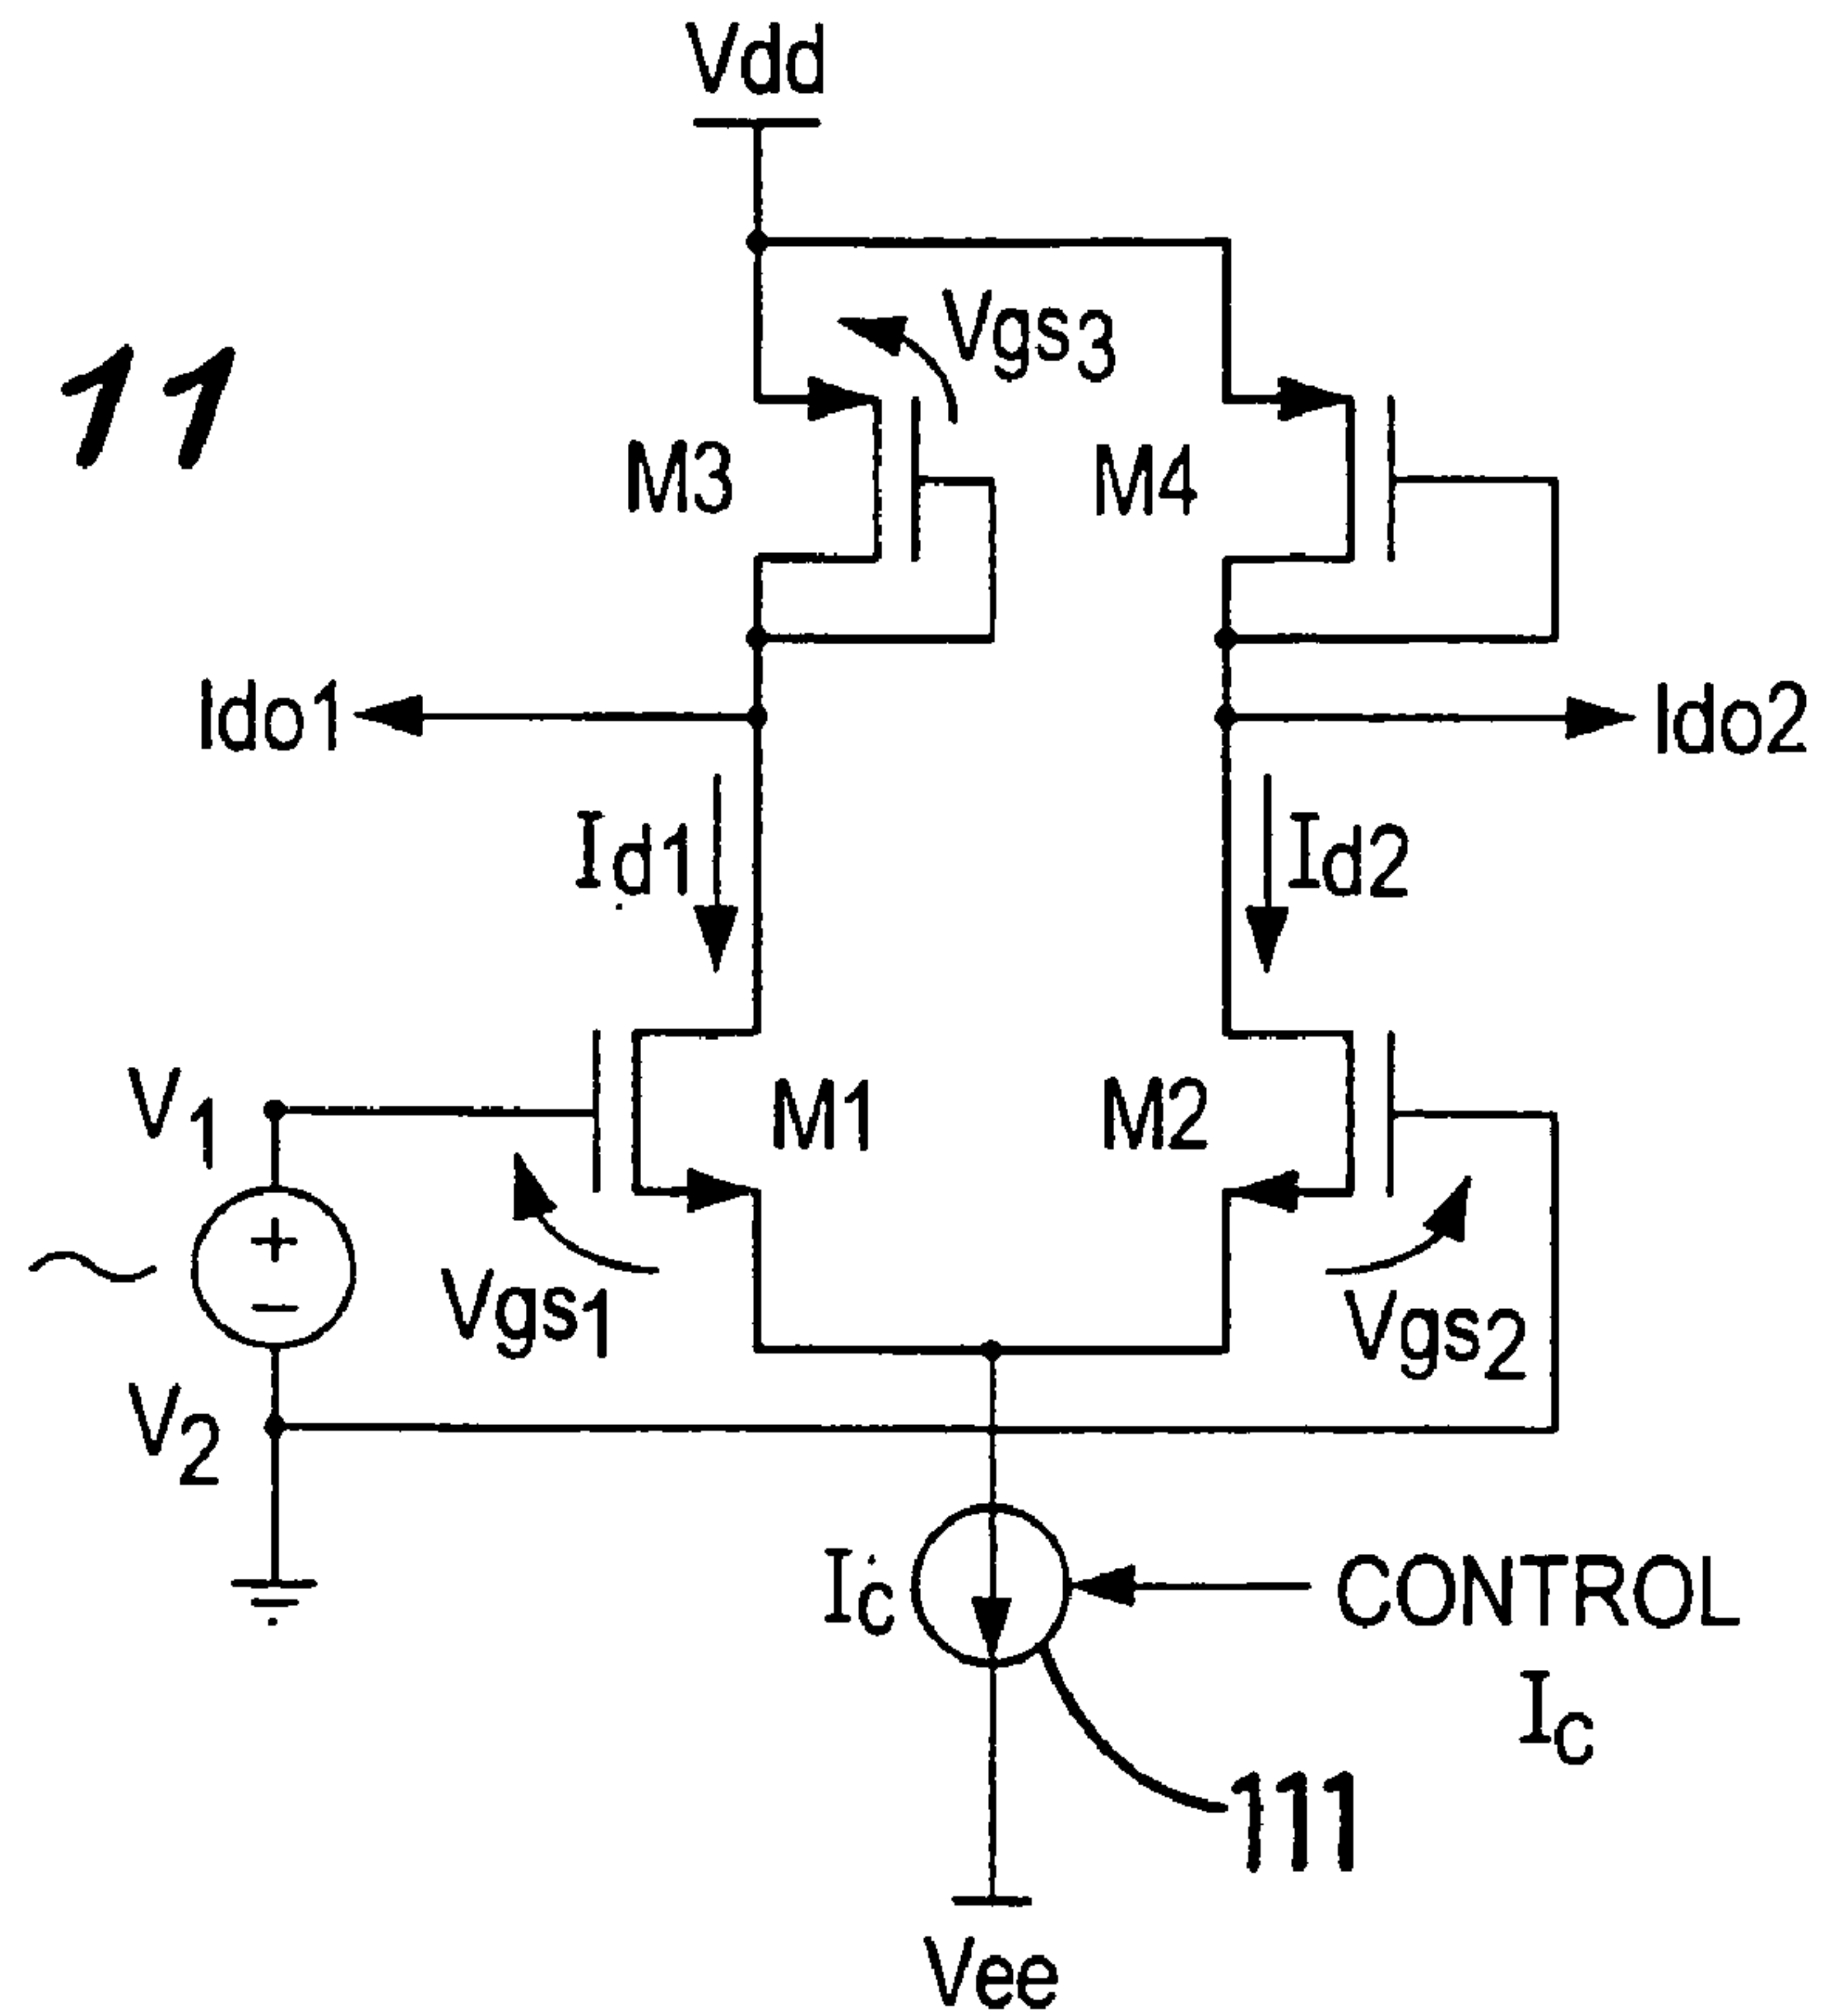 Vdd
11
Vgs3
M3
M4
Ido1
Ido2
Id1
Id2
V1
M1
M2
+
−
Vgs1
Vgs2
V2
Ic
CONTROL
Ic
111
Vee